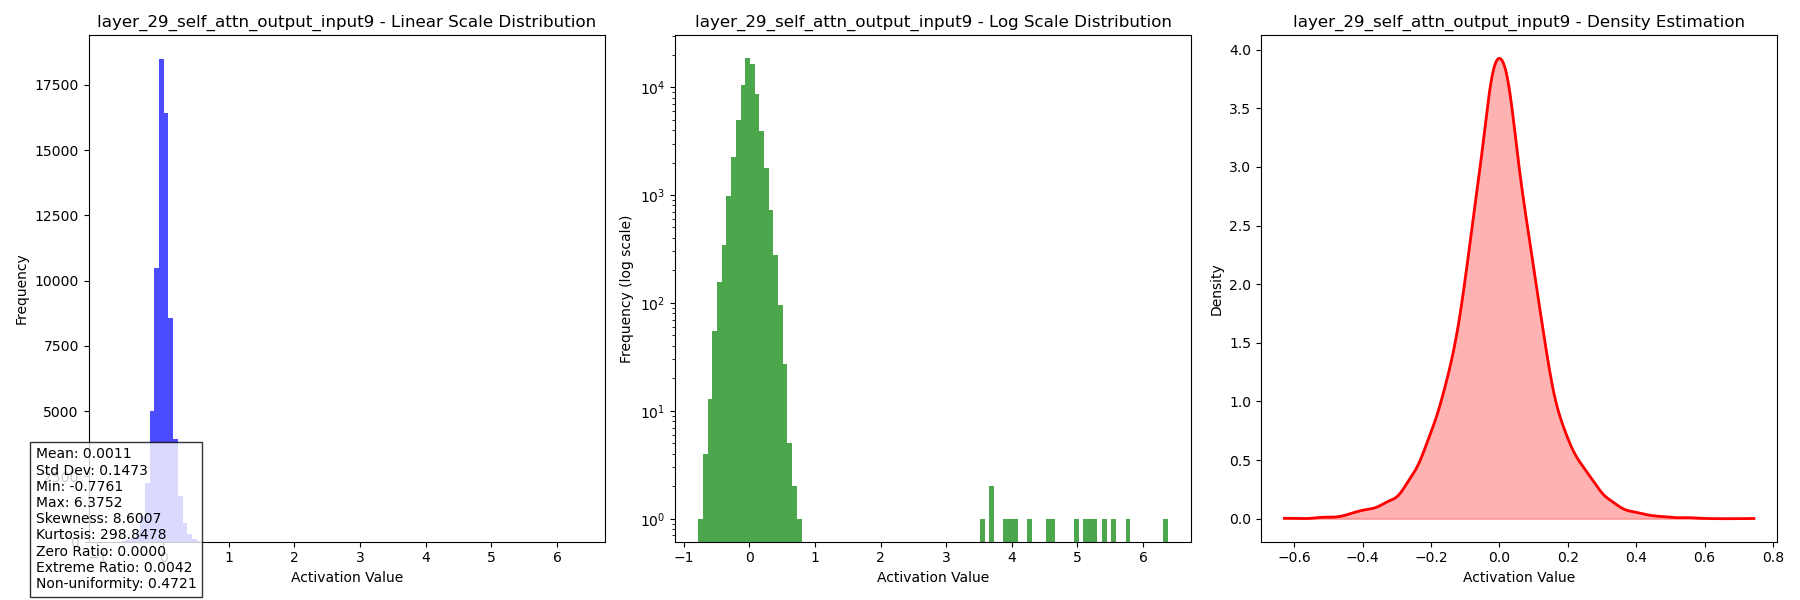 layer_29_self_attn_output_input9 - Linear Scale Distribution
17500
15000
12500
10000
7500
5000
2500
0
Frequency
0
1
2
3
4
5
6
Activation Value
Mean: 0.0011
Std Dev: 0.1473
Min: -0.7761
Max: 6.3752
Skewness: 8.6007
Kurtosis: 298.8478
Zero Ratio: 0.0000
Extreme Ratio: 0.0042
Non-uniformity: 0.4721
layer_29_self_attn_output_input9 - Log Scale Distribution
10⁴
10³
10²
10¹
10⁰
Frequency (log scale)
−1
0
1
2
3
4
5
6
Activation Value
layer_29_self_attn_output_input9 - Density Estimation
4.0
3.5
3.0
2.5
2.0
1.5
1.0
0.5
0.0
Density
−0.6
−0.4
−0.2
0.0
0.2
0.4
0.6
0.8
Activation Value